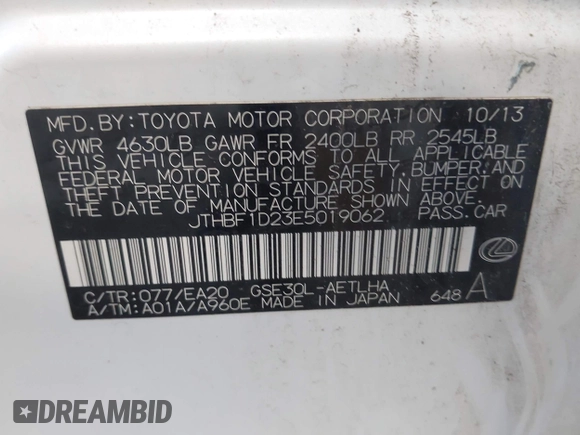 MFD.BY:TOYOTA MOTOR CORPORATION 10/13
GVWR 4630LB GAWR FR 2400LB RR 2545LB
THIS VEHICLE CONFORMS TO ALL APPLICABLE
FEDERAL MOTOR VEHICLE SAFETY,BUMPER,AND
THEFT PREVENTION STANDARDS IN EFFECT ON
THE DATE OF MANUFACTURE SHOWN ABOVE.
JTHBF1D23E5019062 PASS.CAR
C/TR:077/EA20 GSE30L-AETLHA
A/TM:A01A/A960E MADE IN JAPAN 648 A
DREAMBID